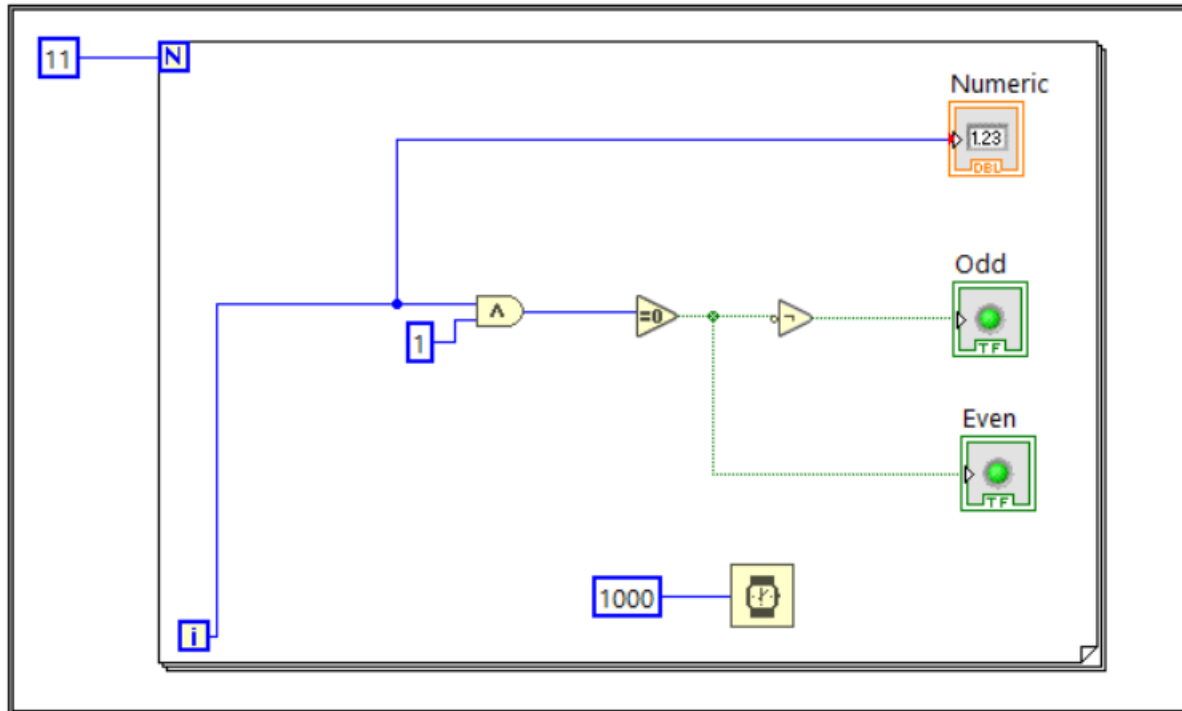 11
N
Numeric
1.23
DBL
Odd
∧
=0
¬
1
TF
Even
TF
1000
i